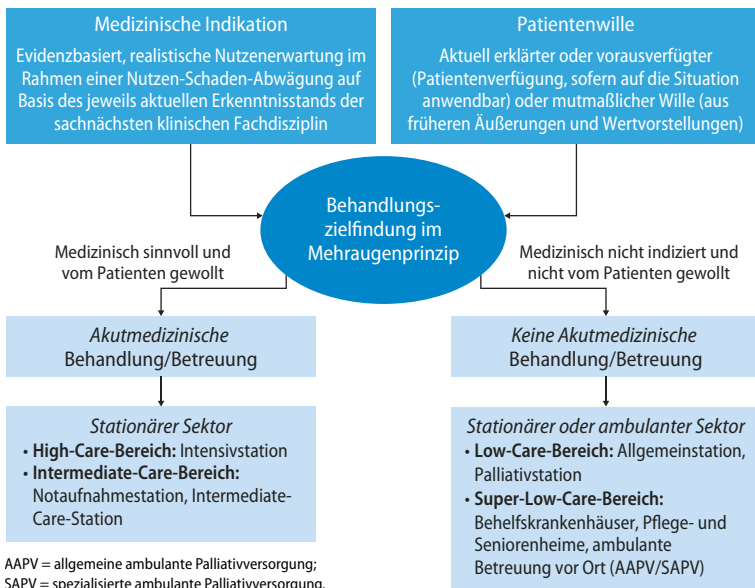 Medizinische Indikation
Evidenzbasiert, realistische Nutzenerwartung im
Rahmen einer Nutzen-Schaden-Abwägung auf
Basis des jeweils aktuellen Erkenntnisstands der
sachnächsten klinischen Fachdisziplin
Patientenwille
Aktuell erklärter oder vorausverfügter
(Patientenverfügung, sofern auf die Situation
anwendbar) oder mutmaßlicher Wille (aus
früheren Äußerungen und Wertvorstellungen)
Behandlungs-
zielfindung im
Mehraugenprinzip
Medizinisch sinnvoll und
vom Patienten gewollt
Medizinisch nicht indiziert und
nicht vom Patienten gewollt
Akutmedizinische
Behandlung/Betreuung
Keine Akutmedizinische
Behandlung/Betreuung
Stationärer Sektor
• High-Care-Bereich: Intensivstation
• Intermediate-Care-Bereich:
Notaufnahmestation, Intermediate-
Care-Station
Stationärer oder ambulanter Sektor
• Low-Care-Bereich: Allgemeinstation,
Palliativstation
• Super-Low-Care-Bereich:
Behelfskrankenhäuser, Pflege- und
Seniorenheime, ambulante
Betreuung vor Ort (AAPV/SAPV)
AAPV = allgemeine ambulante Palliativversorgung;
SAPV = spezialisierte ambulante Palliativversorgung.